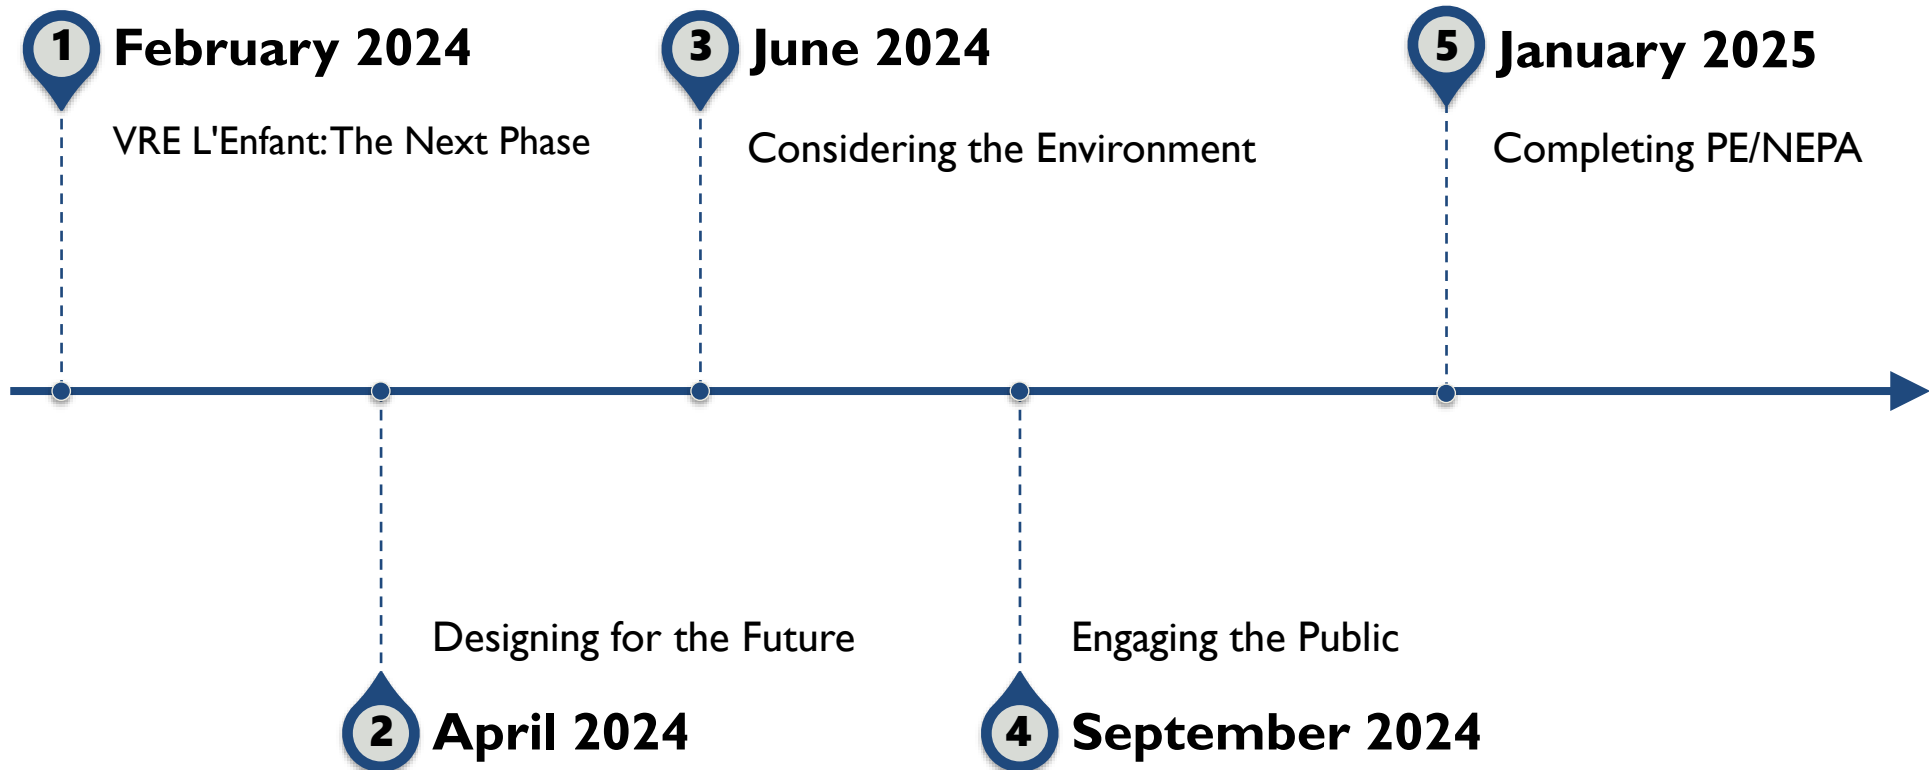 1 February 2024
VRE L'Enfant: The Next Phase
2 April 2024
Designing for the Future
3 June 2024
Considering the Environment
4 September 2024
Engaging the Public
5 January 2025
Completing PE/NEPA